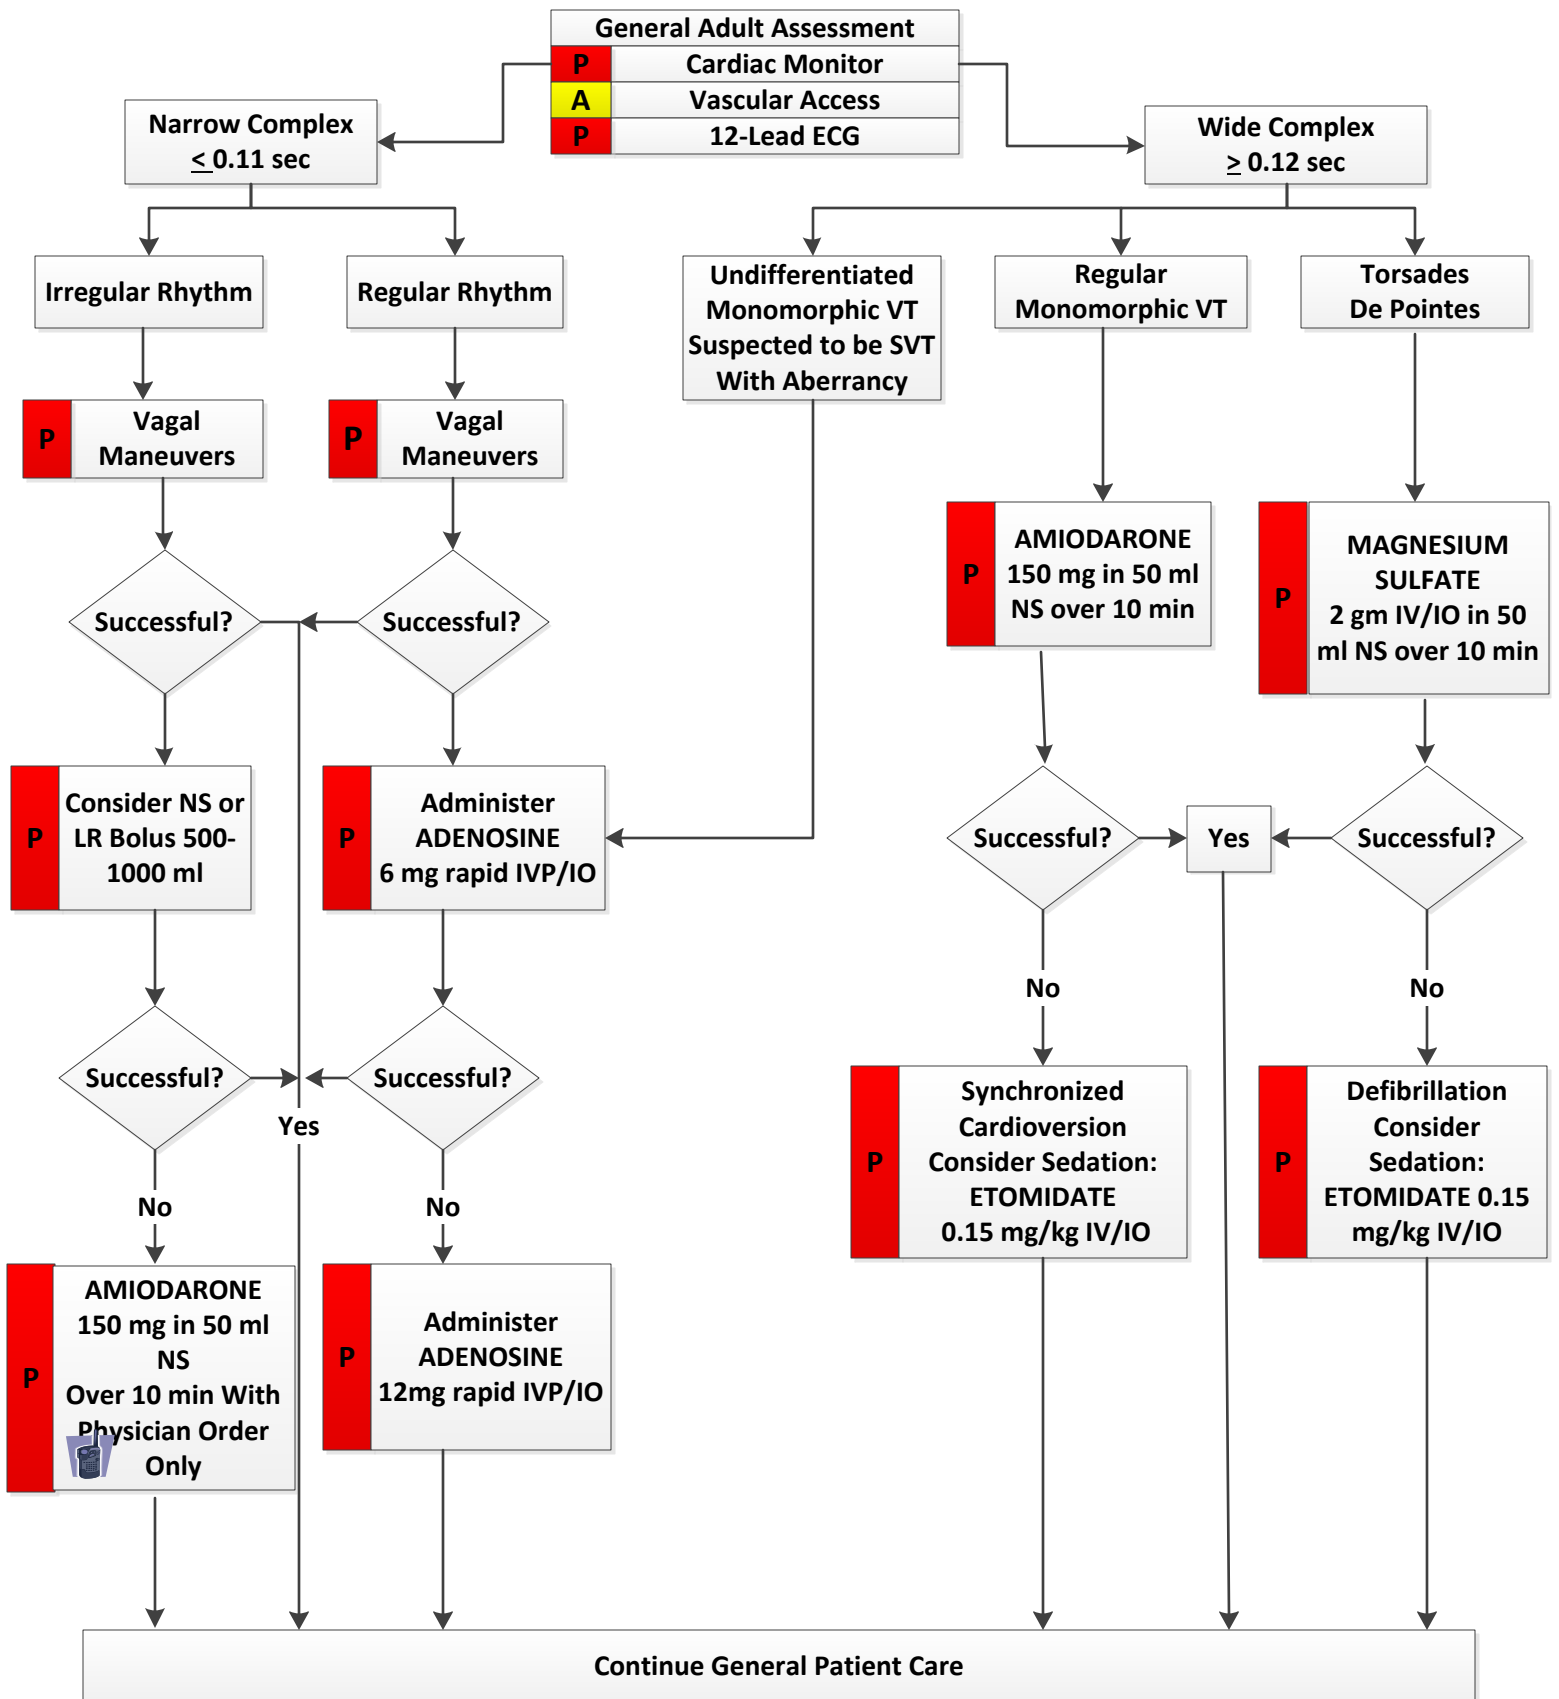 General Adult Assessment
P
Cardiac Monitor
A
Vascular Access
P
12-Lead ECG
Narrow Complex
< 0.11 sec
Wide Complex
> 0.12 sec
Irregular Rhythm
Regular Rhythm
Undifferentiated
Monomorphic VT
Suspected to be SVT
With Aberrancy
Regular
Monomorphic VT
Torsades
De Pointes
P
Vagal
Maneuvers
P
Vagal
Maneuvers
P
AMIODARONE
150 mg in 50 ml
NS over 10 min
P
MAGNESIUM
SULFATE
2 gm IV/IO in 50
ml NS over 10 min
Successful?
Successful?
P
Consider NS or
LR Bolus 500-
1000 ml
P
Administer
ADENOSINE
6 mg rapid IVP/IO
Successful?
Yes
Successful?
No
No
Successful?
Successful?
Yes
No
No
P
Synchronized
Cardioversion
Consider Sedation:
ETOMIDATE
0.15 mg/kg IV/IO
P
Defibrillation
Consider
Sedation:
ETOMIDATE 0.15
mg/kg IV/IO
P
AMIODARONE
150 mg in 50 ml
NS
Over 10 min With
Physician Order
Only
P
Administer
ADENOSINE
12mg rapid IVP/IO
Continue General Patient Care